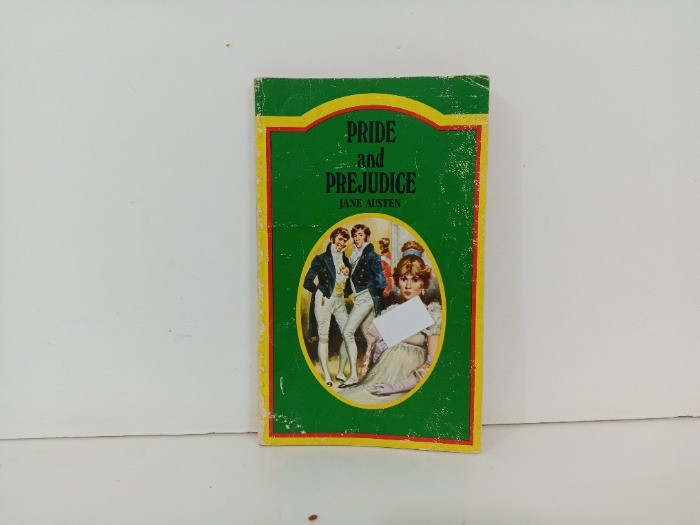 PRIDE
and
PREJUDICE
JANE AUSTEN